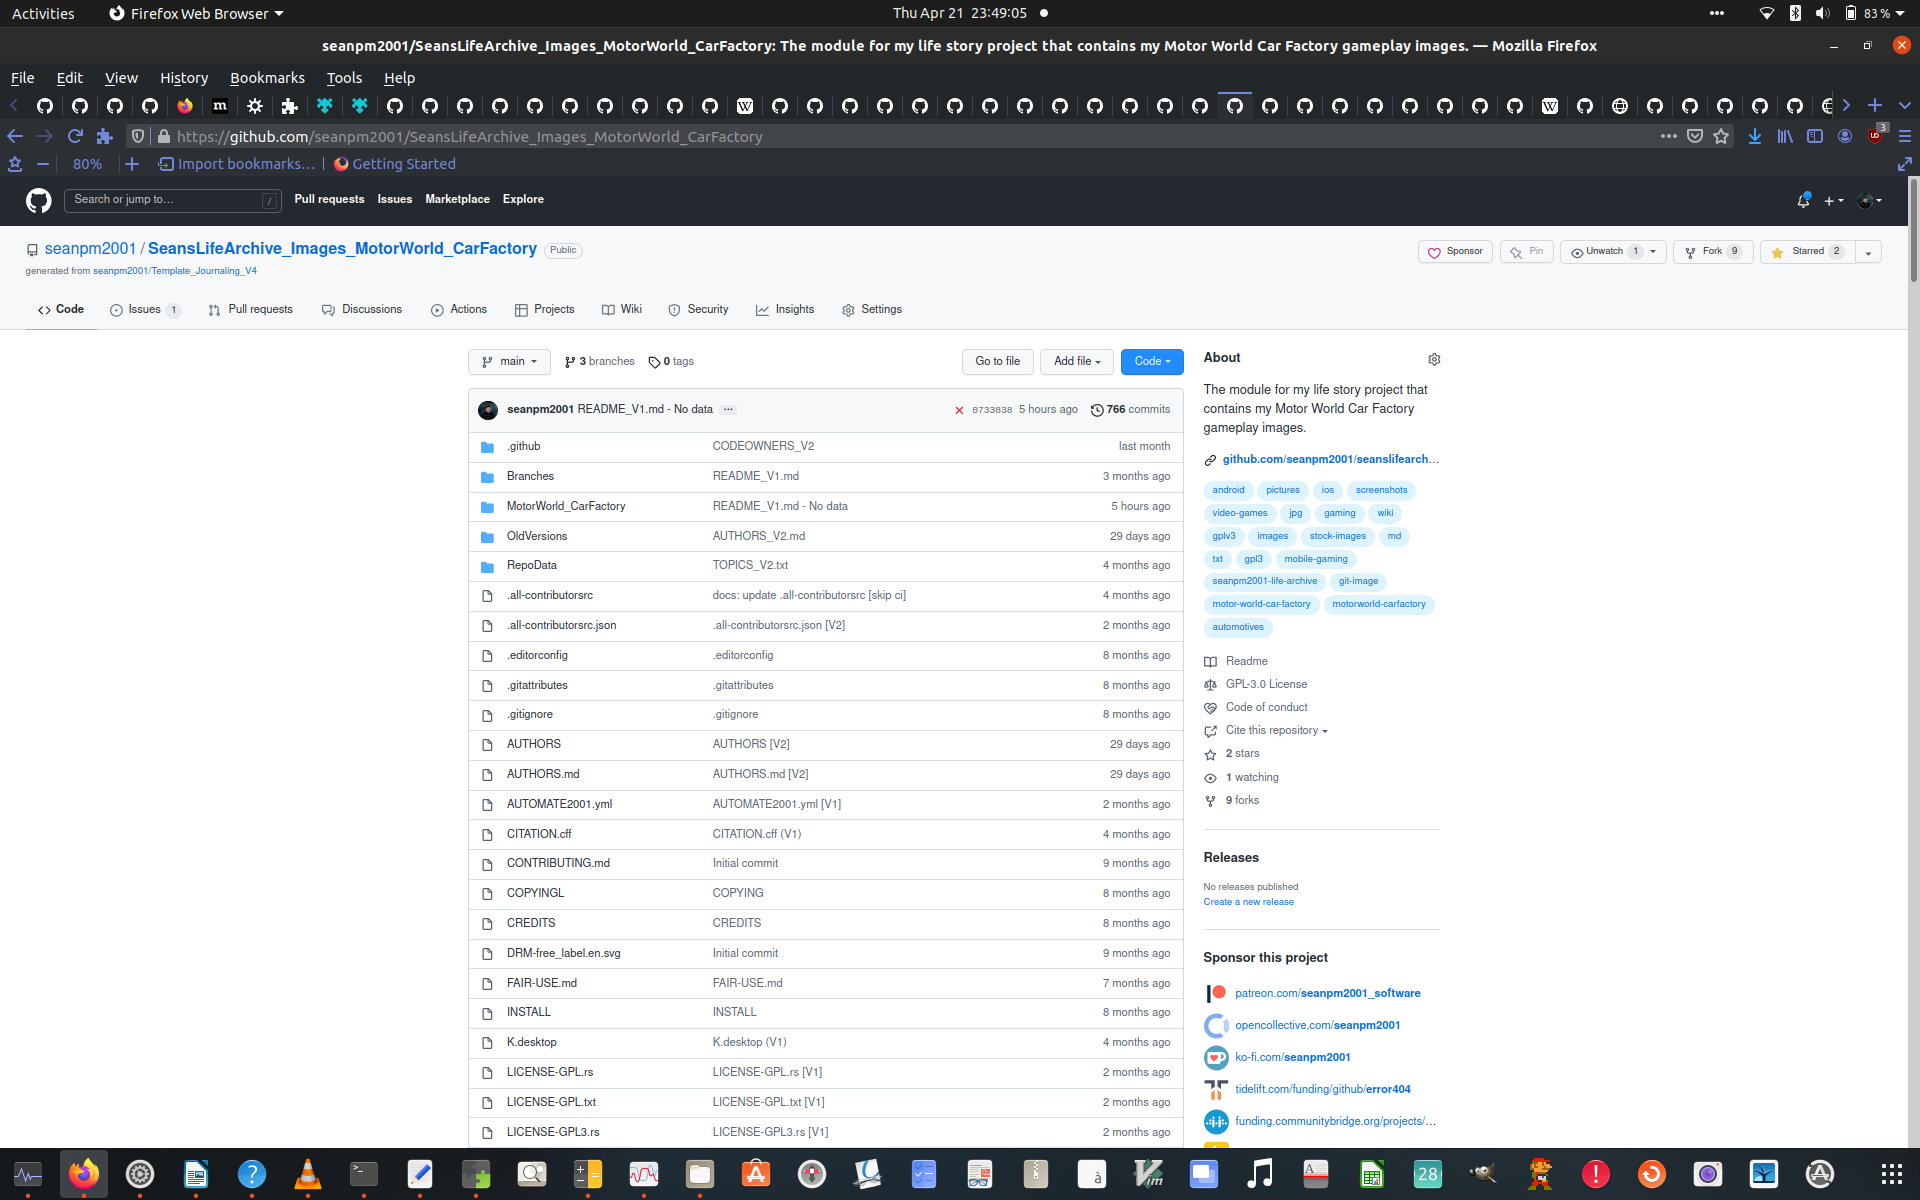 Activities
Firefox Web Browser
Thu Apr 21 23:49:05
83 %
seanpm2001/SeansLifeArchive_Images_MotorWorld_CarFactory: The module for my life story project that contains my Motor World Car Factory gameplay images. — Mozilla Firefox
File Edit View History Bookmarks Tools Help
https://github.com/seanpm2001/SeansLifeArchive_Images_MotorWorld_CarFactory
3
80% Import bookmarks... Getting Started
Search or jump to... / Pull requests Issues Marketplace Explore
seanpm2001 / SeansLifeArchive_Images_MotorWorld_CarFactory Public
Sponsor Pin Unwatch 1 Fork 9 Starred 2
generated from seanpm2001/Template_Journaling_V4
Code Issues 1 Pull requests Discussions Actions Projects Wiki Security Insights Settings
main 3 branches 0 tags Go to file Add file Code
seanpm2001 README_V1.md - No data ... 0733838 5 hours ago 766 commits
.github CODEOWNERS_V2 last month
Branches README_V1.md 3 months ago
MotorWorld_CarFactory README_V1.md - No data 5 hours ago
OldVersions AUTHORS_V2.md 29 days ago
RepoData TOPICS_V2.txt 4 months ago
.all-contributorsrc docs: update .all-contributorsrc [skip ci] 4 months ago
.all-contributorsrc.json .all-contributorsrc.json [V2] 2 months ago
.editorconfig .editorconfig 8 months ago
.gitattributes .gitattributes 8 months ago
.gitignore .gitignore 8 months ago
AUTHORS AUTHORS [V2] 29 days ago
AUTHORS.md AUTHORS.md [V2] 29 days ago
AUTOMATE2001.yml AUTOMATE2001.yml [V1] 2 months ago
CITATION.cff CITATION.cff (V1) 4 months ago
CONTRIBUTING.md Initial commit 9 months ago
COPYINGL COPYING 8 months ago
CREDITS CREDITS 8 months ago
DRM-free_label.en.svg Initial commit 9 months ago
FAIR-USE.md FAIR-USE.md 7 months ago
INSTALL INSTALL 8 months ago
K.desktop K.desktop (V1) 4 months ago
LICENSE-GPL.rs LICENSE-GPL.rs [V1] 2 months ago
LICENSE-GPL.txt LICENSE-GPL.txt [V1] 2 months ago
LICENSE-GPL3.rs LICENSE-GPL3.rs [V1] 2 months ago
About
The module for my life story project that
contains my Motor World Car Factory
gameplay images.
github.com/seanpm2001/seanslifearch...
android pictures ios screenshots
video-games jpg gaming wiki
gplv3 images stock-images md
txt gpl3 mobile-gaming
seanpm2001-life-archive git-image
motor-world-car-factory motorworld-carfactory
automotives
Readme
GPL-3.0 License
Code of conduct
Cite this repository
2 stars
1 watching
9 forks
Releases
No releases published
Create a new release
Sponsor this project
patreon.com/seanpm2001_software
opencollective.com/seanpm2001
ko-fi.com/seanpm2001
tidelift.com/funding/github/error404
funding.communitybridge.org/projects/...
28